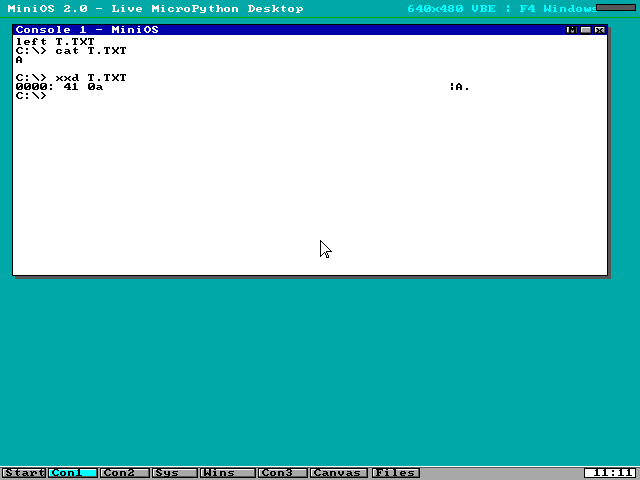 MiniOS 2.0 - Live MicroPython Desktop
640x480 VBE ¦ F4 Windows
Console 1 - MiniOS
M
left T.TXT
C:\> cat T.TXT
A
C:\> xxd T.TXT
0000: 41 0a ¦A.
C:\>
Start Con1 Con2 Sys Wins Con3 Canvas Files 11:11